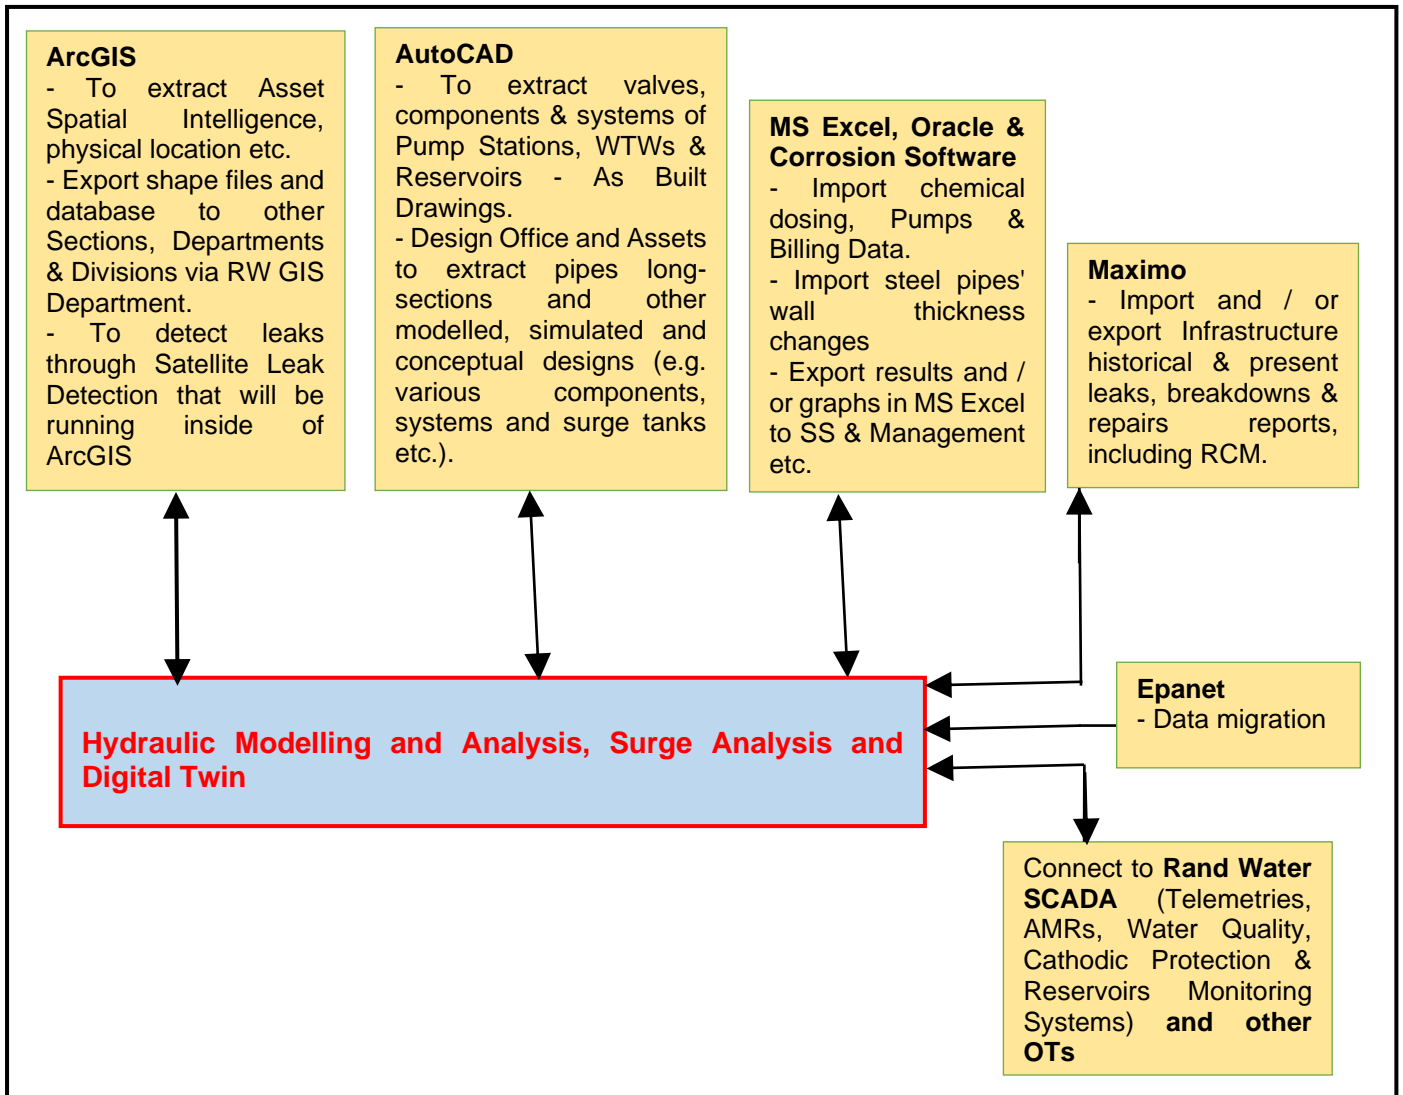 ArcGIS
- To extract Asset
Spatial Intelligence,
physical location etc.
- Export shape files and
database to other
Sections, Departments
& Divisions via RW GIS
Department.
- To detect leaks
through Satellite Leak
Detection that will be
running inside of
ArcGIS
AutoCAD
- To extract valves,
components & systems of
Pump Stations, WTWs &
Reservoirs - As Built
Drawings.
- Design Office and Assets
to extract pipes long-
sections and other
modelled, simulated and
conceptual designs (e.g.
various components,
systems and surge tanks
etc.).
MS Excel, Oracle &
Corrosion Software
- Import chemical
dosing, Pumps &
Billing Data.
- Import steel pipes'
wall thickness
changes
- Export results and /
or graphs in MS Excel
to SS & Management
etc.
Maximo
- Import and / or
export Infrastructure
historical & present
leaks, breakdowns &
repairs reports,
including RCM.
Hydraulic Modelling and Analysis, Surge Analysis and
Digital Twin
Epanet
- Data migration
Connect to Rand Water
SCADA (Telemetries,
AMRs, Water Quality,
Cathodic Protection &
Reservoirs Monitoring
Systems) and other
OTs